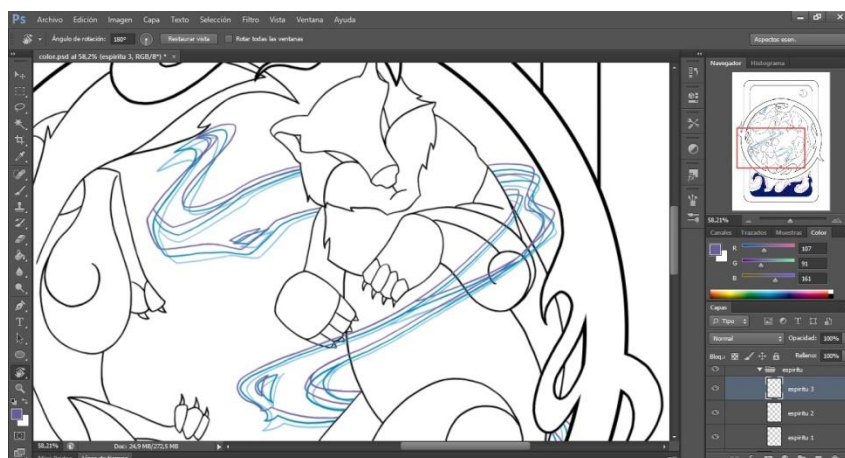 Ps Archivo Edición Imagen Capa Texto Selección Filtro Vista Ventana Ayuda
Ángulo de rotación: 180° Restaurar vista Rotar todas las ventanas Aspectos esen.
color.psd al 58,2% (espiritu 3, RGB/8*) * ×
Navegador Histograma
58,21%
Canales Trazados Muestras Color
R 107
G 91
B 161
Capas
Tipo
Normal Opacidad: 100%
Bloq.: Relleno: 100%
espiritu
espiritu 3
espiritu 2
espiritu 1
58,21% Doc: 24,9 MB/272,5 MB